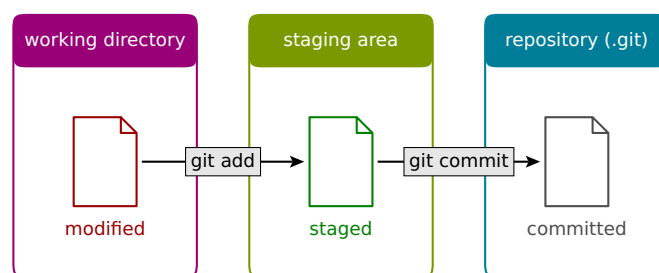 working directory
staging area
repository (.git)
git add
git commit
modified
staged
committed